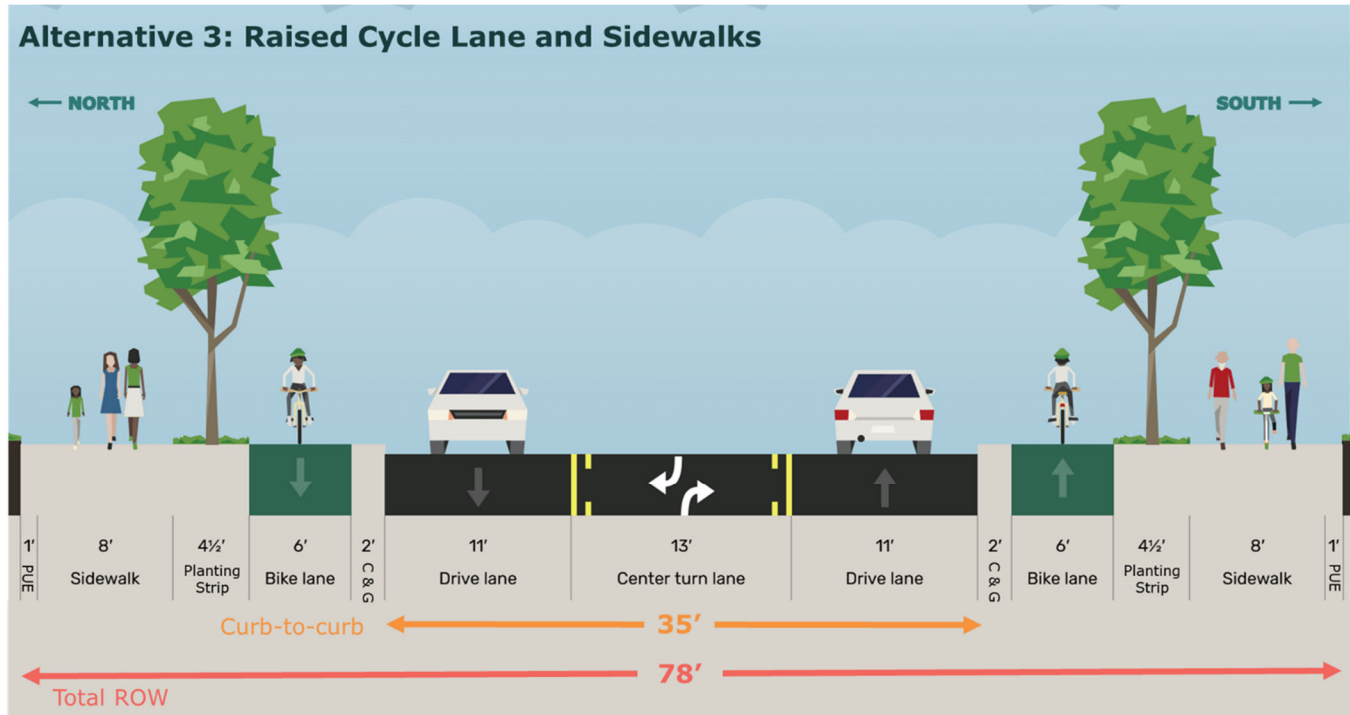 Alternative 3: Raised Cycle Lane and Sidewalks
← NORTH
SOUTH →
1′ 8′ 4½′ 6′ 2′ 11′ 13′ 11′ 2′ 6′ 4½′ 8′ 1′
PUE
Sidewalk
Planting
Strip
Bike lane
C & G
Drive lane
Center turn lane
Drive lane
C & G
Bike lane
Planting
Strip
Sidewalk
PUE
Curb-to-curb
35′
78′
Total ROW